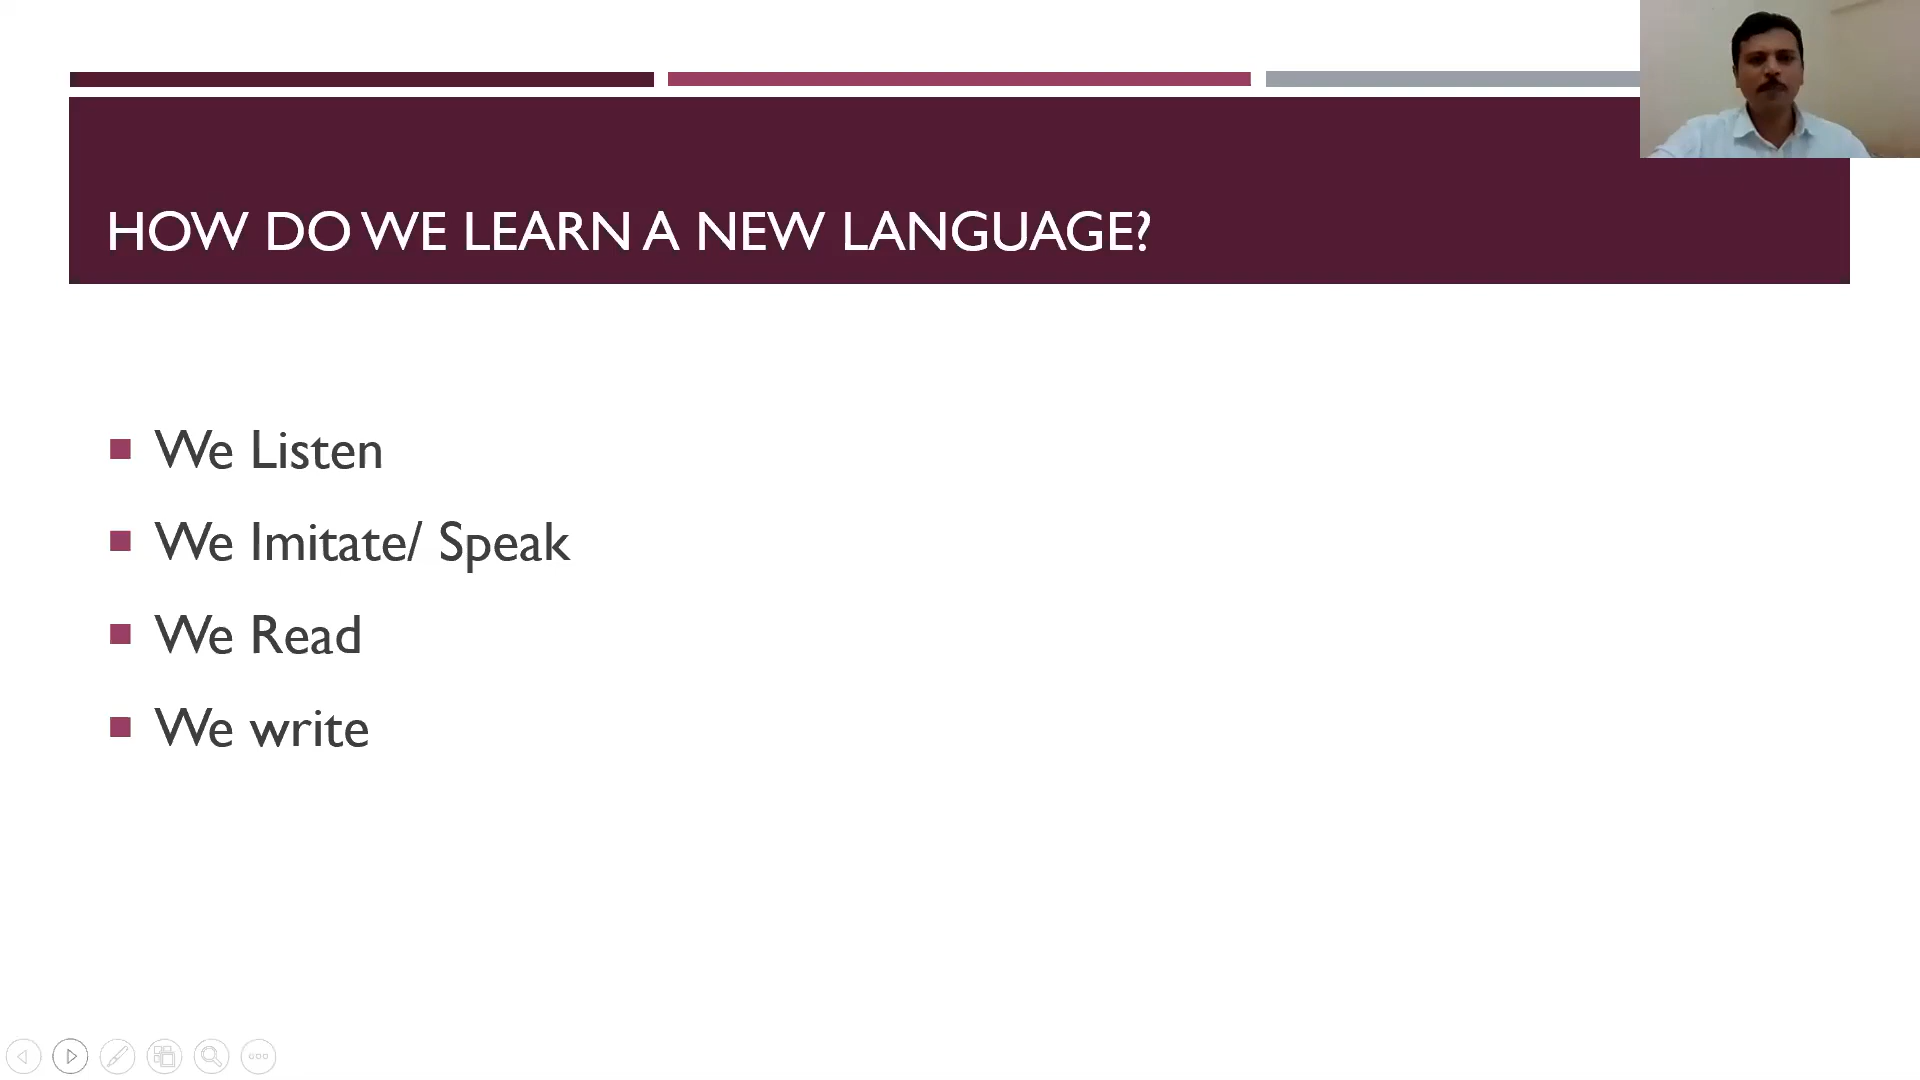 HOW DO WE LEARN A NEW LANGUAGE?
We Listen
We Imitate/ Speak
We Read
We write